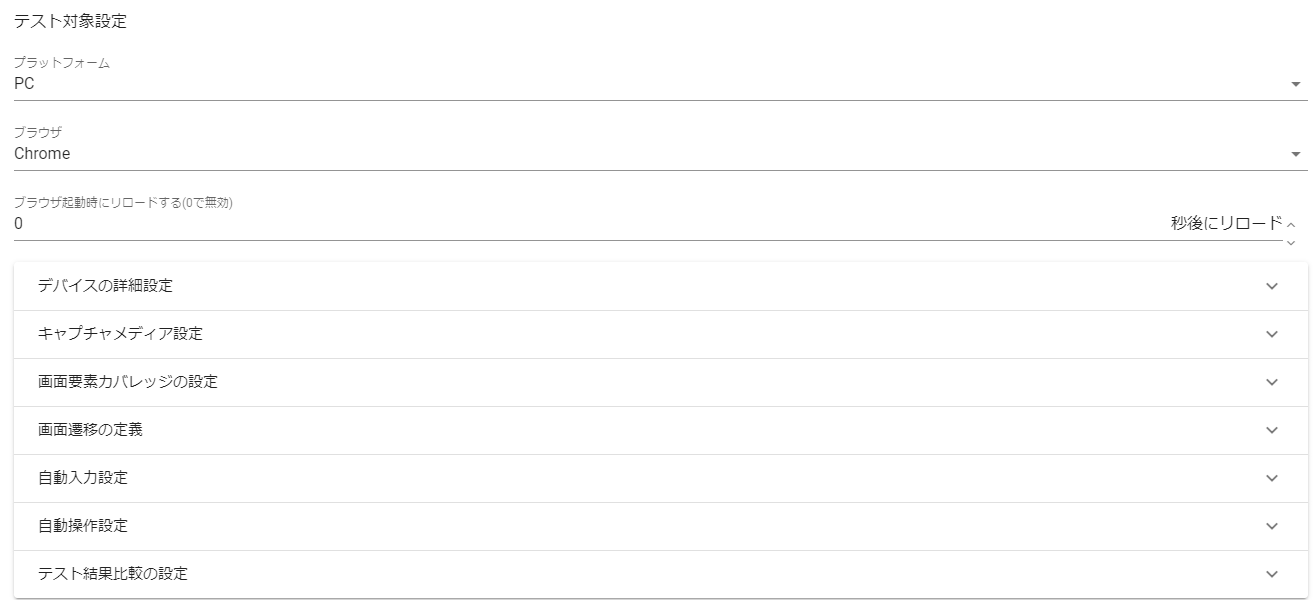 テスト対象設定
プラットフォーム
PC
ブラウザ
Chrome
ブラウザ起動時にリロードする(0で無効)
0 秒後にリロード
デバイスの詳細設定
キャプチャメディア設定
画面要素カバレッジの設定
画面遷移の定義
自動入力設定
自動操作設定
テスト結果比較の設定